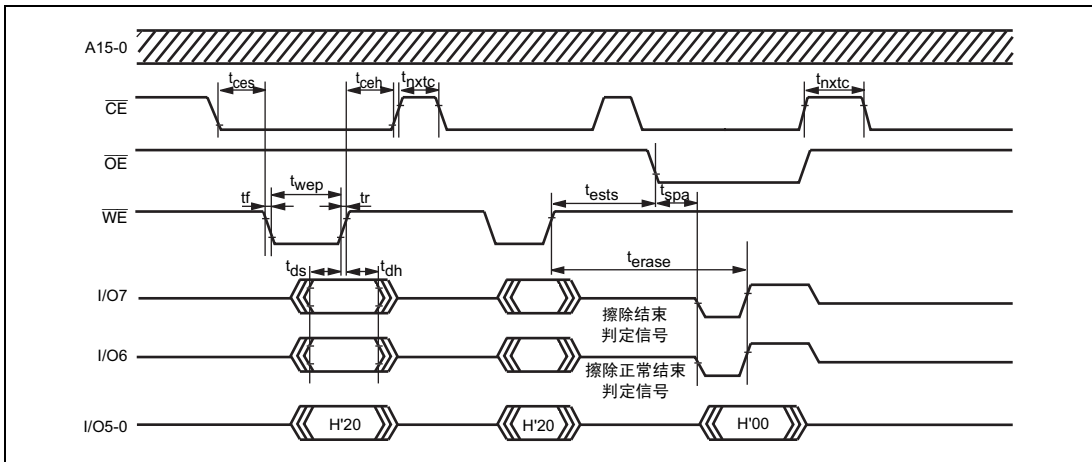 A15-0
tces
tceh
tnxtc
tnxtc
CE
OE
twep
tests
tspa
tf
tr
WE
tds
tdh
terase
I/O7
擦除结束
判定信号
I/O6
擦除正常结束
判定信号
I/O5-0
H'20
H'20
H'00